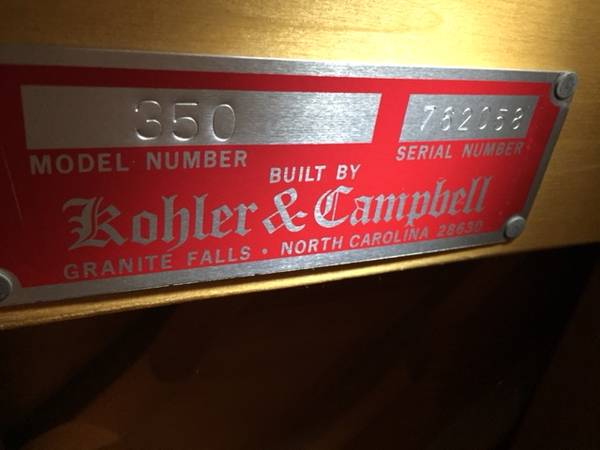 350
762058
MODEL NUMBER
SERIAL NUMBER
BUILT BY
Kohler & Campbell
GRANITE FALLS • NORTH CAROLINA 28630